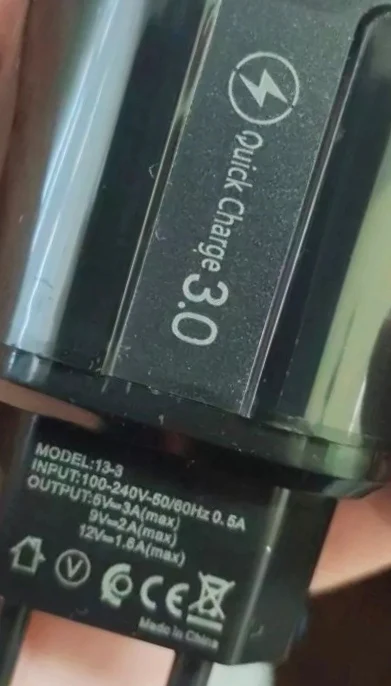 Quick Charge 3.0
MODEL:13-3
INPUT:100-240V-50/60Hz 0.5A
OUTPUT:5V=3A(max)
9V=2A(max)
12V=1.6A(max)
V
CE
Made in China